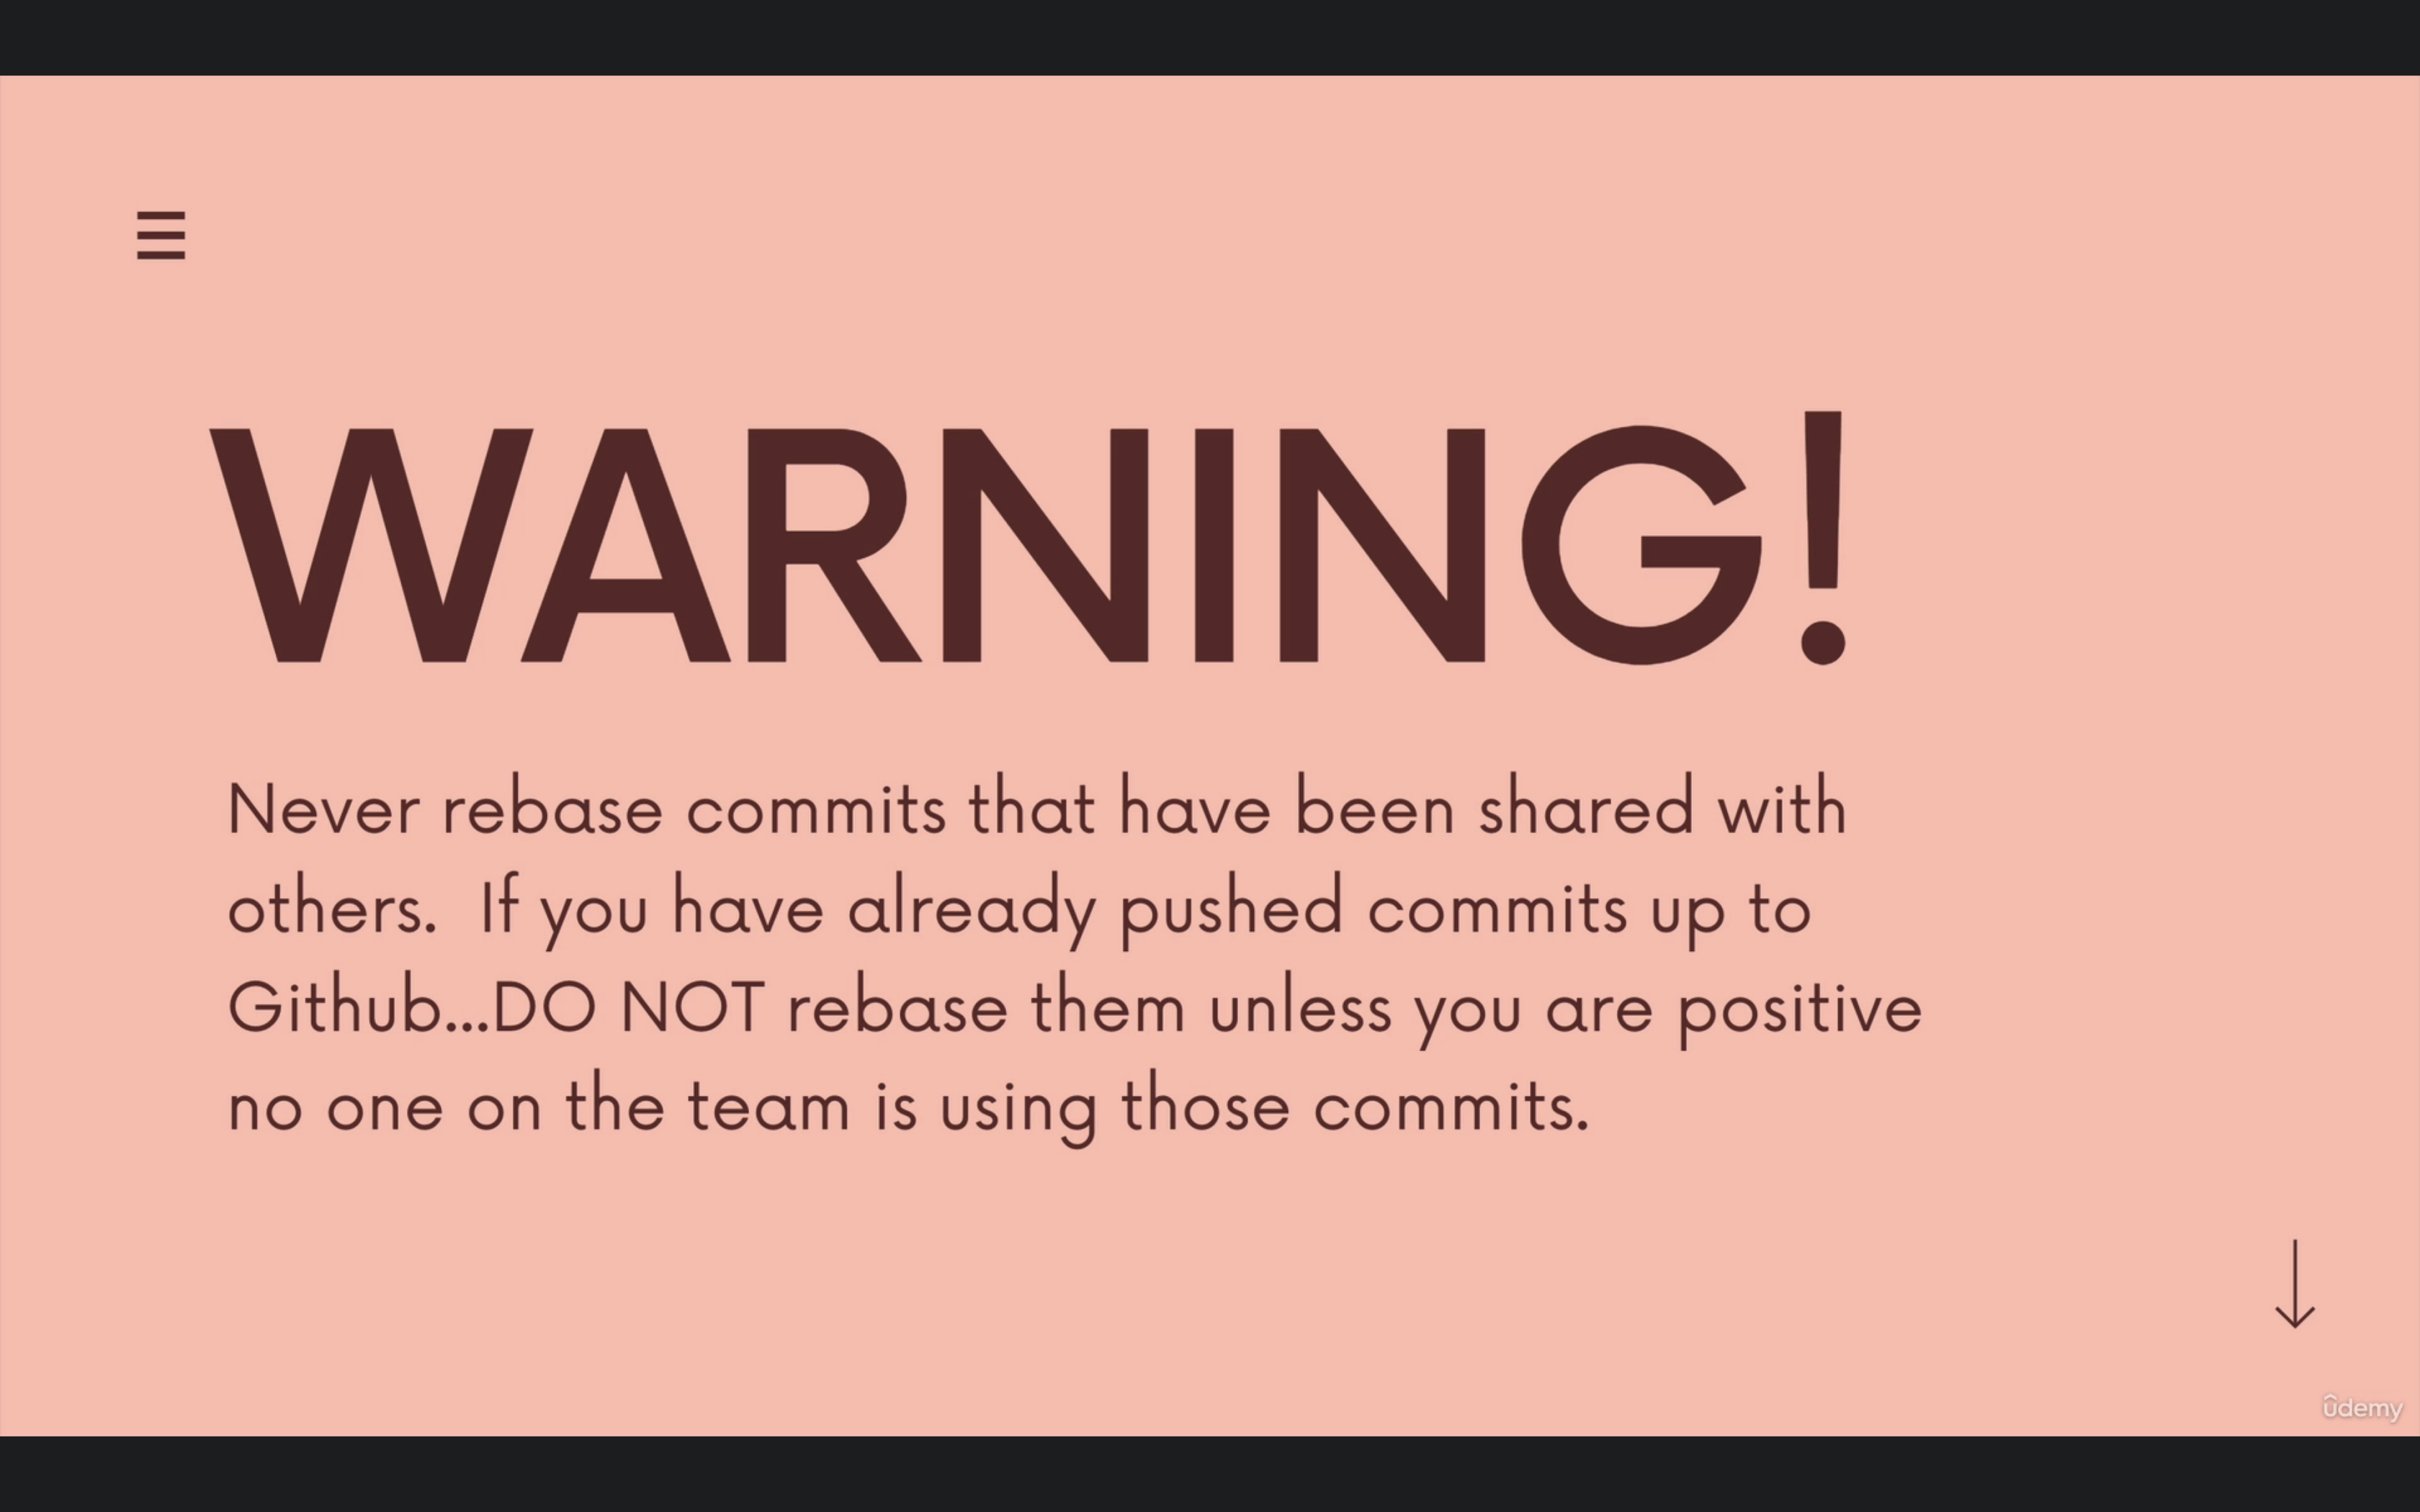 WARNING!
Never rebase commits that have been shared with
others.  If you have already pushed commits up to
Github...DO NOT rebase them unless you are positive
no one on the team is using those commits.
ûdemy